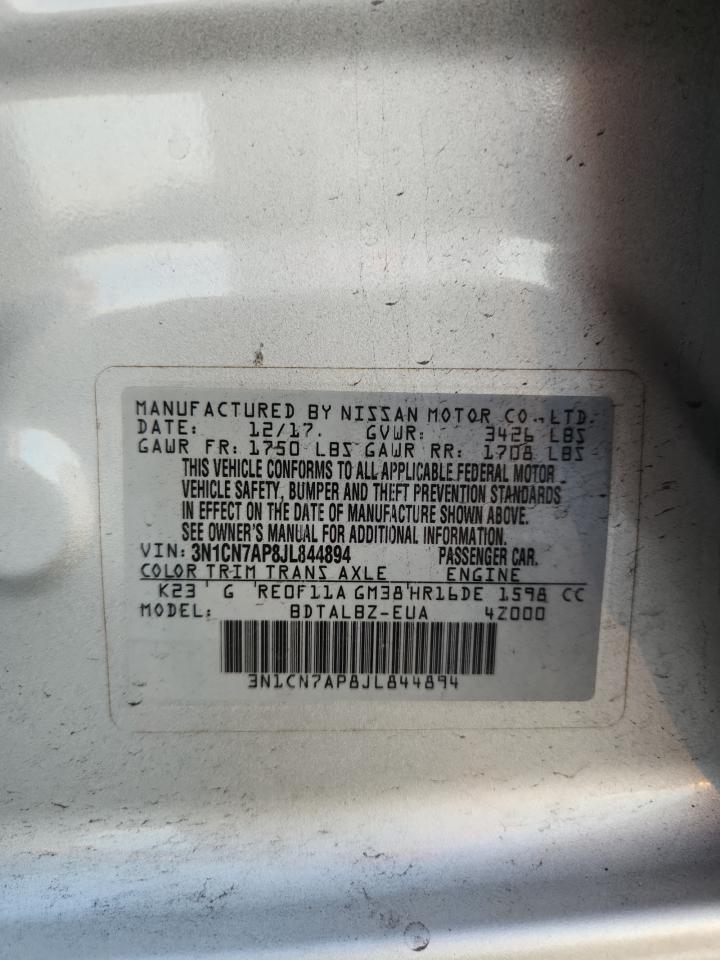 MANUFACTURED BY NISSAN MOTOR CO.,LTD.
DATE: 12/17. GVWR: 3426 LBS
GAWR FR: 1750 LBS GAWR RR: 1708 LBS
THIS VEHICLE CONFORMS TO ALL APPLICABLE FEDERAL MOTOR
VEHICLE SAFETY, BUMPER AND THEFT PREVENTION STANDARDS
IN EFFECT ON THE DATE OF MANUFACTURE SHOWN ABOVE.
SEE OWNER'S MANUAL FOR ADDITIONAL INFORMATION.
VIN: 3N1CN7AP8JL844894 PASSENGER CAR.
COLOR TRIM TRANS AXLE ENGINE
K23 G RE0F11A GM38 HR16DE 1598 CC
MODEL: BDTALBZ-EUA 4Z000
3N1CN7AP8JL844894